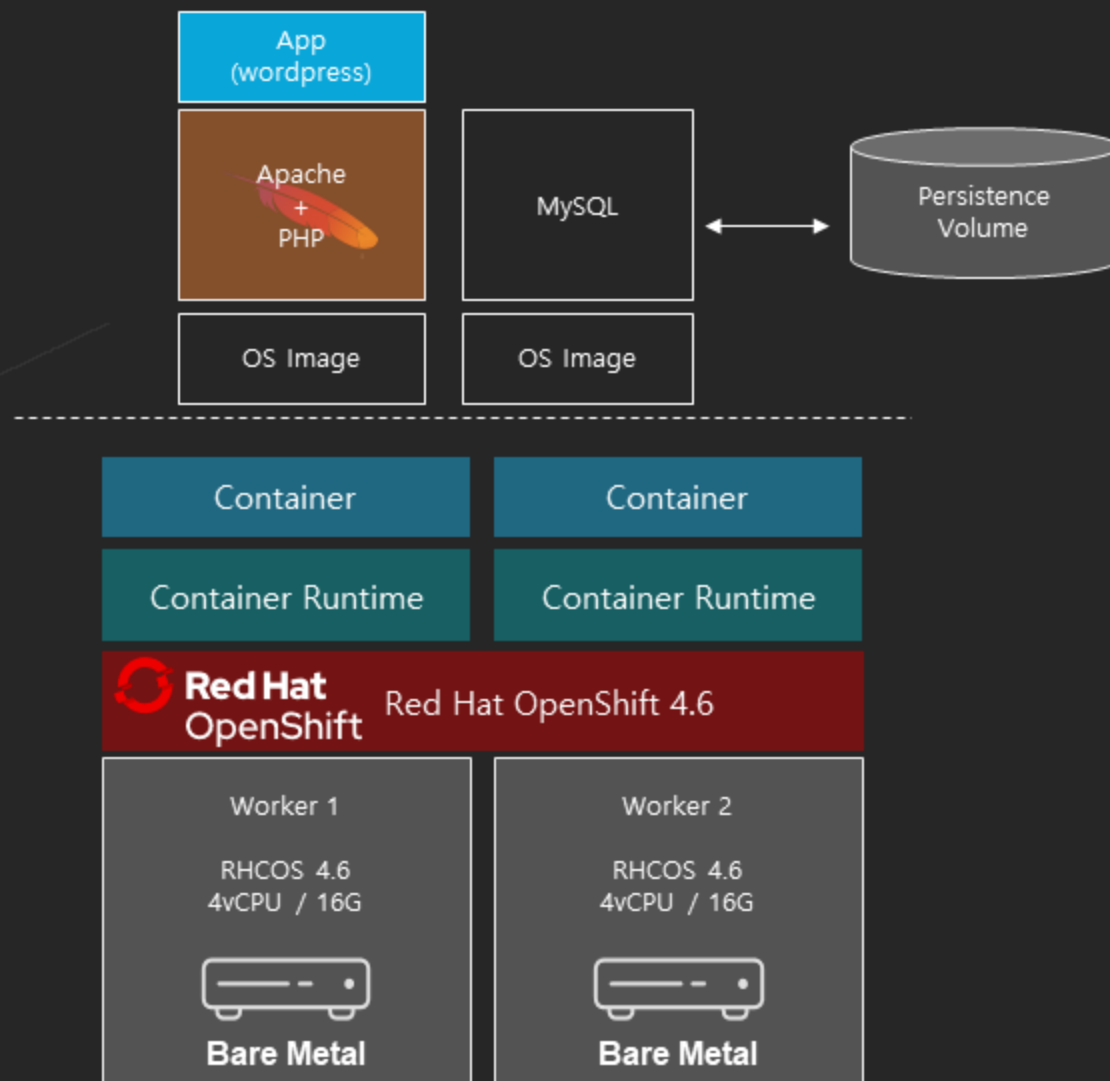 App
(wordpress)
Apache
+
PHP
MySQL
Persistence
Volume
OS Image
OS Image
Container
Container
Container Runtime
Container Runtime
Red Hat
OpenShift
Red Hat OpenShift 4.6
Worker 1
RHCOS 4.6
4vCPU / 16G
Bare Metal
Worker 2
RHCOS 4.6
4vCPU / 16G
Bare Metal